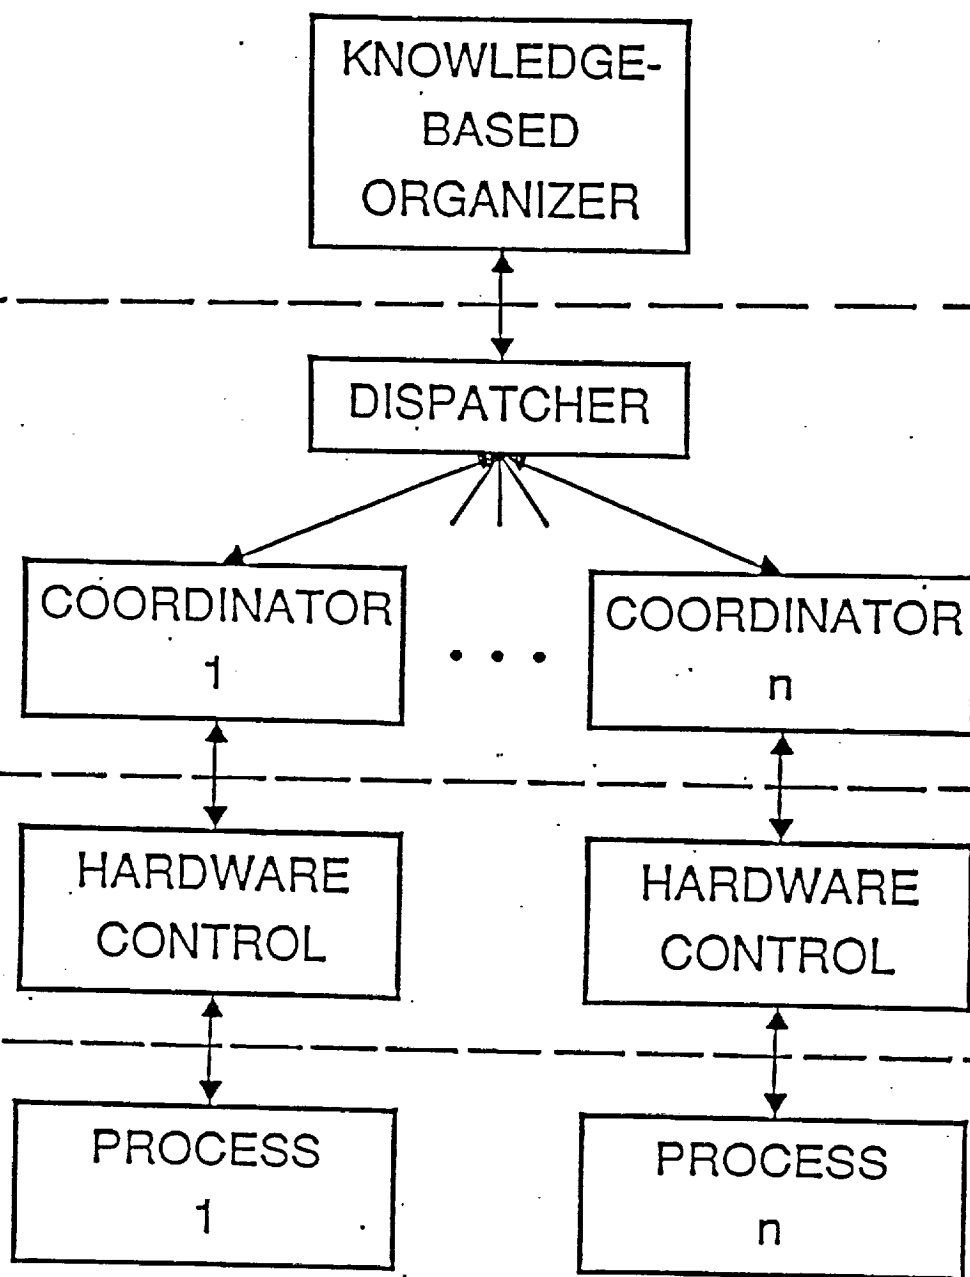 KNOWLEDGE-
BASED
ORGANIZER
DISPATCHER
COORDINATOR
1
COORDINATOR
n
HARDWARE
CONTROL
HARDWARE
CONTROL
PROCESS
1
PROCESS
n